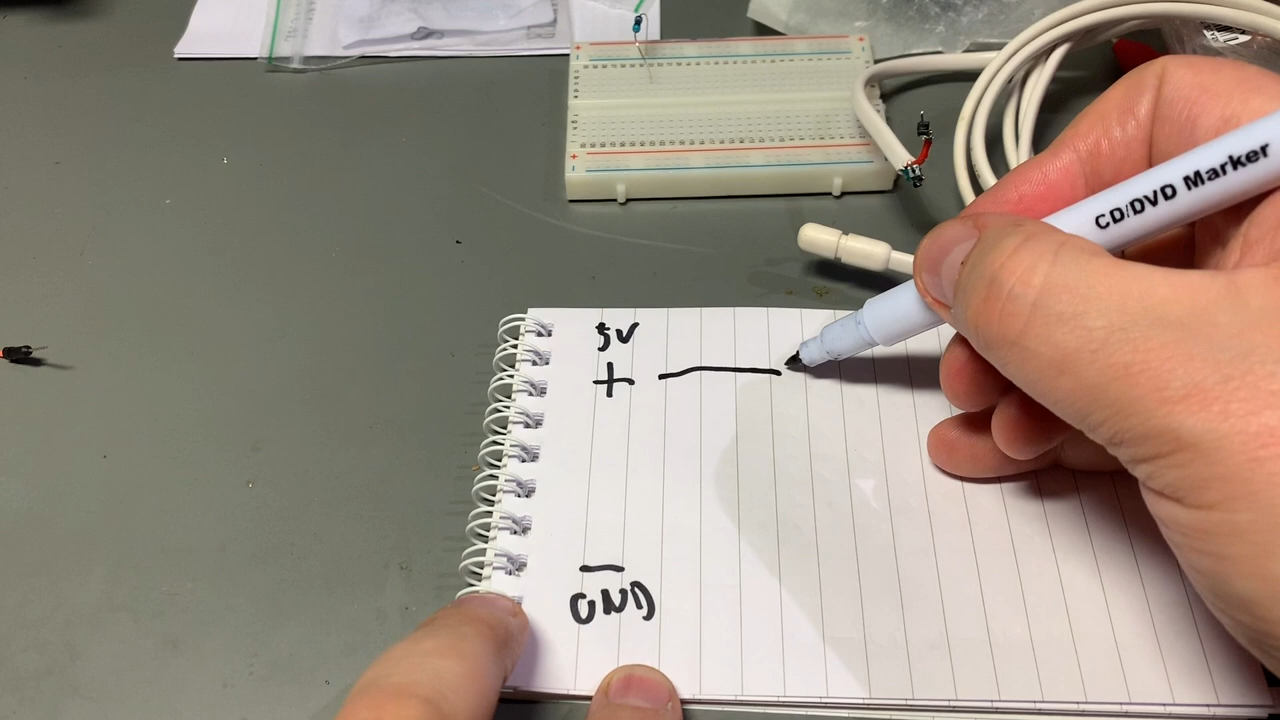 CD/DVD Marker
5V
+
−
GND